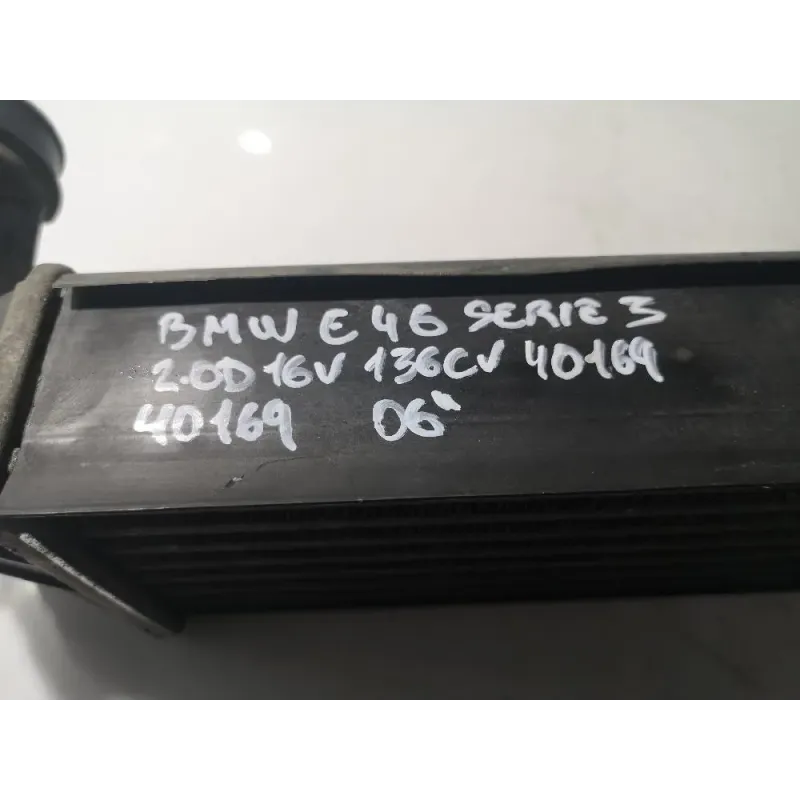 BMW E46 SERIE 3
2.0D 16V 136CV 40169
40169 06"